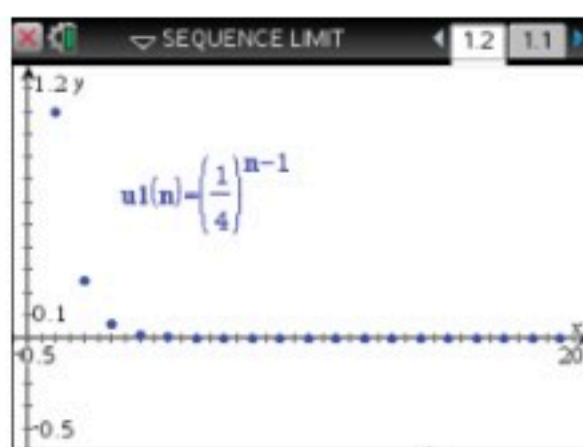 SEQUENCE LIMIT 1.2 1.1
1.2 y
u1(n)=(1/4)^n-1
0.1
x
0.5 20
-0.5